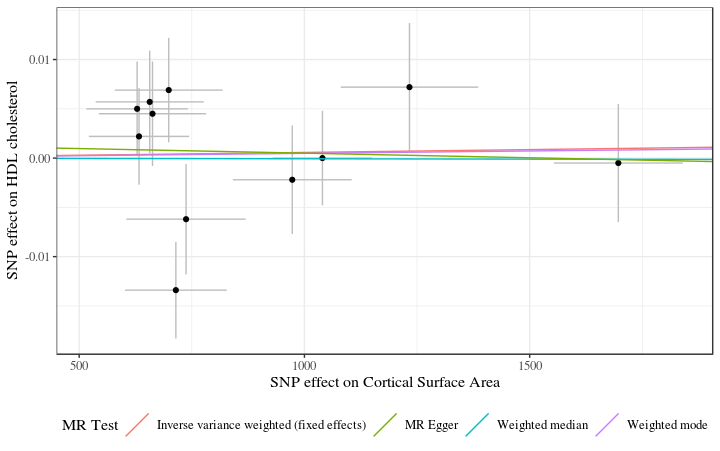 SNP effect on HDL cholesterol
0.01
0.00
-0.01
500
1000
1500
SNP effect on Cortical Surface Area
MR Test
Inverse variance weighted (fixed effects)
MR Egger
Weighted median
Weighted mode